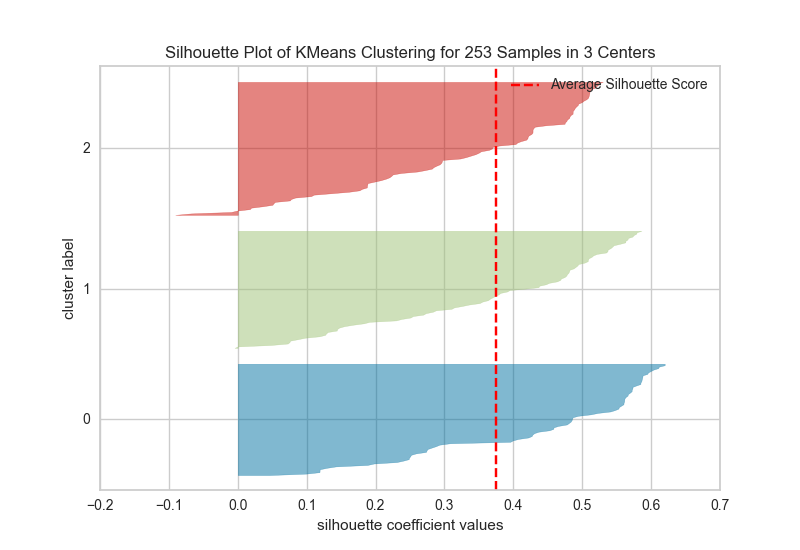 Silhouette Plot of KMeans Clustering for 253 Samples in 3 Centers
Average Silhouette Score
2
1
0
cluster label
−0.2 −0.1 0.0 0.1 0.2 0.3 0.4 0.5 0.6 0.7
silhouette coefficient values